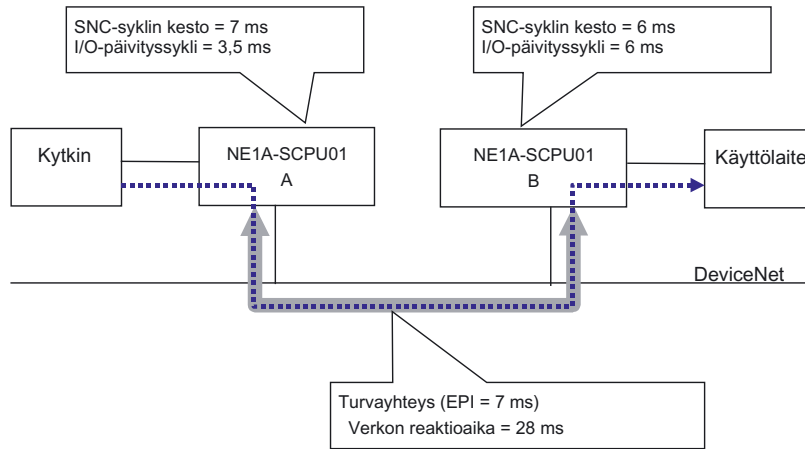 SNC-syklin kesto = 7 ms
I/O-päivityssykli = 3,5 ms
SNC-syklin kesto = 6 ms
I/O-päivityssykli = 6 ms
Kytkin
NE1A-SCPU01
A
NE1A-SCPU01
B
Käyttölaite
DeviceNet
Turvayhteys (EPI = 7 ms)
Verkon reaktioaika = 28 ms